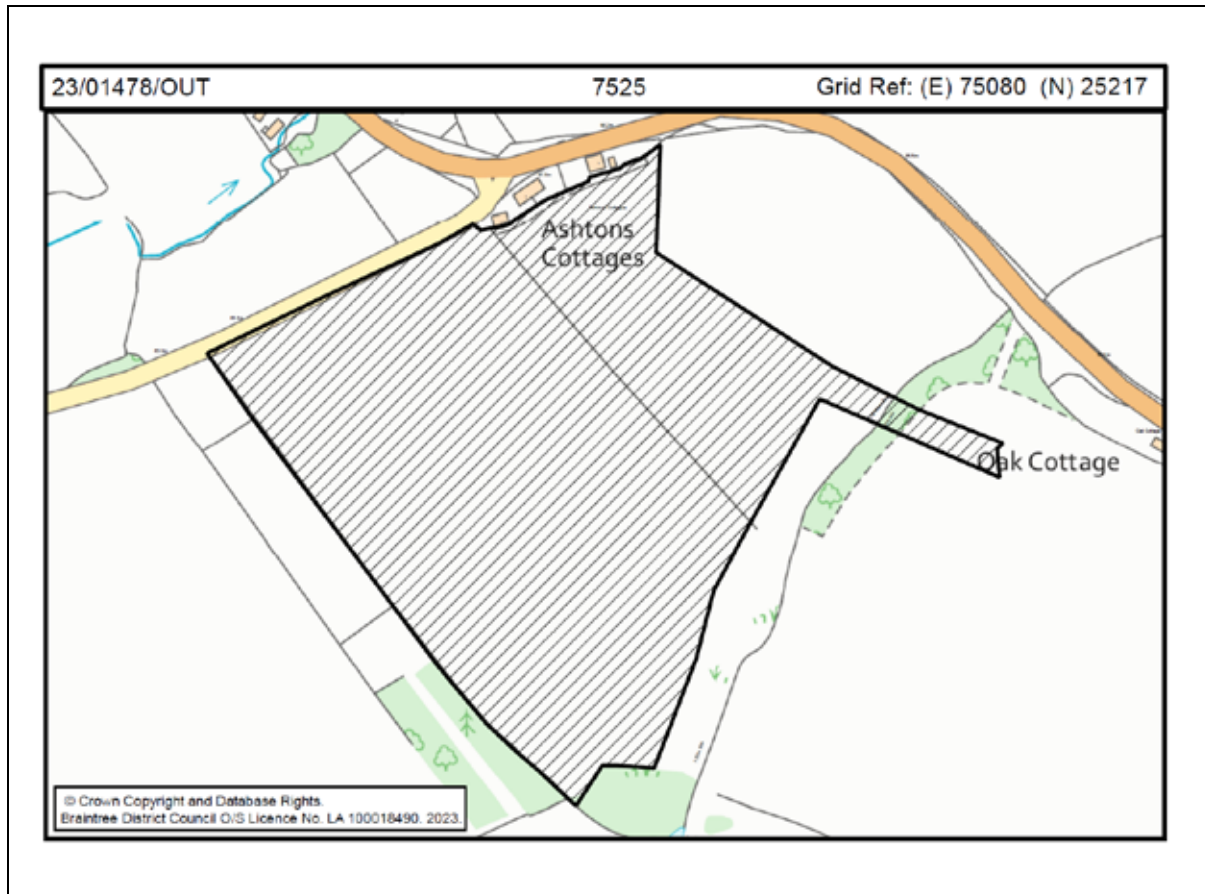 23/01478/OUT 7525 Grid Ref: (E) 75080 (N) 25217
Ashtons
Cottages
Oak Cottage
© Crown Copyright and Database Rights.
Braintree District Council O/S Licence No. LA 100018490. 2023.